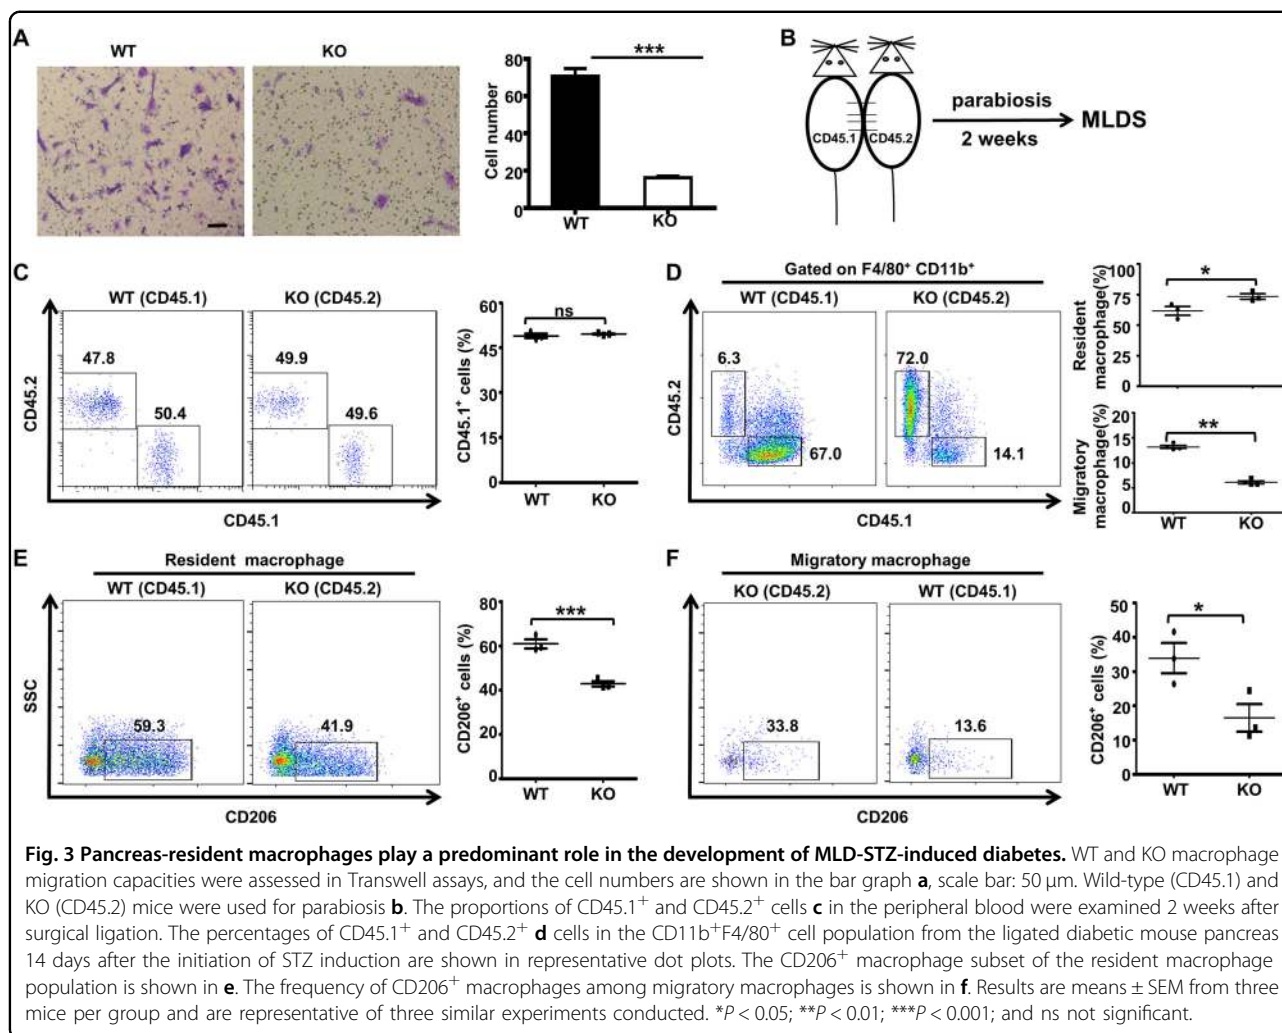 A
WT
KO
***
Cell number
80
60
40
20
0
WT
KO
B
CD45.1
CD45.2
parabiosis
2 weeks
MLDS
C
WT (CD45.1)
KO (CD45.2)
47.8
50.4
49.9
49.6
CD45.2
CD45.1
CD45.1⁺ cells (%)
60
45
30
15
0
ns
WT
KO
D
Gated on F4/80⁺ CD11b⁺
WT (CD45.1)
KO (CD45.2)
6.3
67.0
72.0
14.1
CD45.2
CD45.1
Resident
macrophage(%)
100
75
50
25
0
*
Migratory
macrophage(%)
20
15
10
5
0
**
WT
KO
E
Resident macrophage
WT (CD45.1)
KO (CD45.2)
59.3
41.9
SSC
CD206
CD206⁺ cells (%)
80
60
40
20
0
***
WT
KO
F
Migratory macrophage
KO (CD45.2)
WT (CD45.1)
33.8
13.6
CD206
CD206⁺ cells (%)
50
40
30
20
10
0
*
WT
KO
Fig. 3 Pancreas-resident macrophages play a predominant role in the development of MLD-STZ-induced diabetes. WT and KO macrophage
migration capacities were assessed in Transwell assays, and the cell numbers are shown in the bar graph a, scale bar: 50 μm. Wild-type (CD45.1) and
KO (CD45.2) mice were used for parabiosis b. The proportions of CD45.1⁺ and CD45.2⁺ cells c in the peripheral blood were examined 2 weeks after
surgical ligation. The percentages of CD45.1⁺ and CD45.2⁺ d cells in the CD11b⁺F4/80⁺ cell population from the ligated diabetic mouse pancreas
14 days after the initiation of STZ induction are shown in representative dot plots. The CD206⁺ macrophage subset of the resident macrophage
population is shown in e. The frequency of CD206⁺ macrophages among migratory macrophages is shown in f. Results are means ± SEM from three
mice per group and are representative of three similar experiments conducted. *P < 0.05; **P < 0.01; ***P < 0.001; and ns not significant.